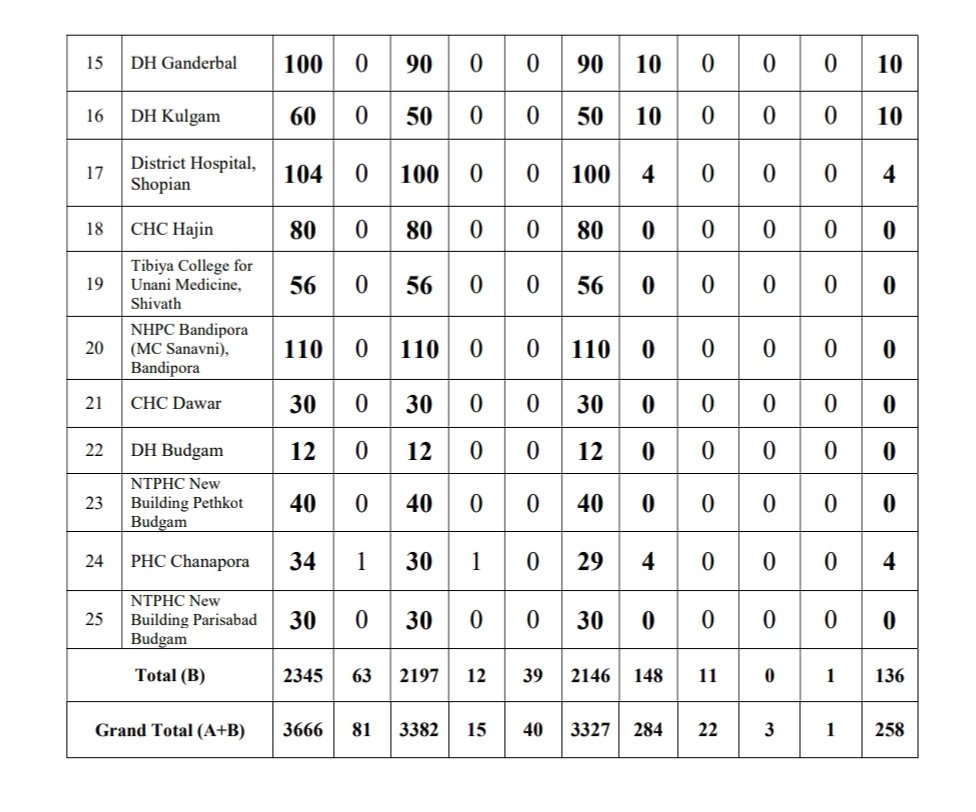 15 DH Ganderbal 100 0 90 0 0 90 10 0 0 0 10
16 DH Kulgam 60 0 50 0 0 50 10 0 0 0 10
17 District Hospital, Shopian 104 0 100 0 0 100 4 0 0 0 4
18 CHC Hajin 80 0 80 0 0 80 0 0 0 0 0
19 Tibiya College for Unani Medicine, Shivath 56 0 56 0 0 56 0 0 0 0 0
20 NHPC Bandipora (MC Sanavni), Bandipora 110 0 110 0 0 110 0 0 0 0 0
21 CHC Dawar 30 0 30 0 0 30 0 0 0 0 0
22 DH Budgam 12 0 12 0 0 12 0 0 0 0 0
23 NTPHC New Building Pethkot Budgam 40 0 40 0 0 40 0 0 0 0 0
24 PHC Chanapora 34 1 30 1 0 29 4 0 0 0 4
25 NTPHC New Building Parisabad Budgam 30 0 30 0 0 30 0 0 0 0 0
Total (B) 2345 63 2197 12 39 2146 148 11 0 1 136
Grand Total (A+B) 3666 81 3382 15 40 3327 284 22 3 1 258